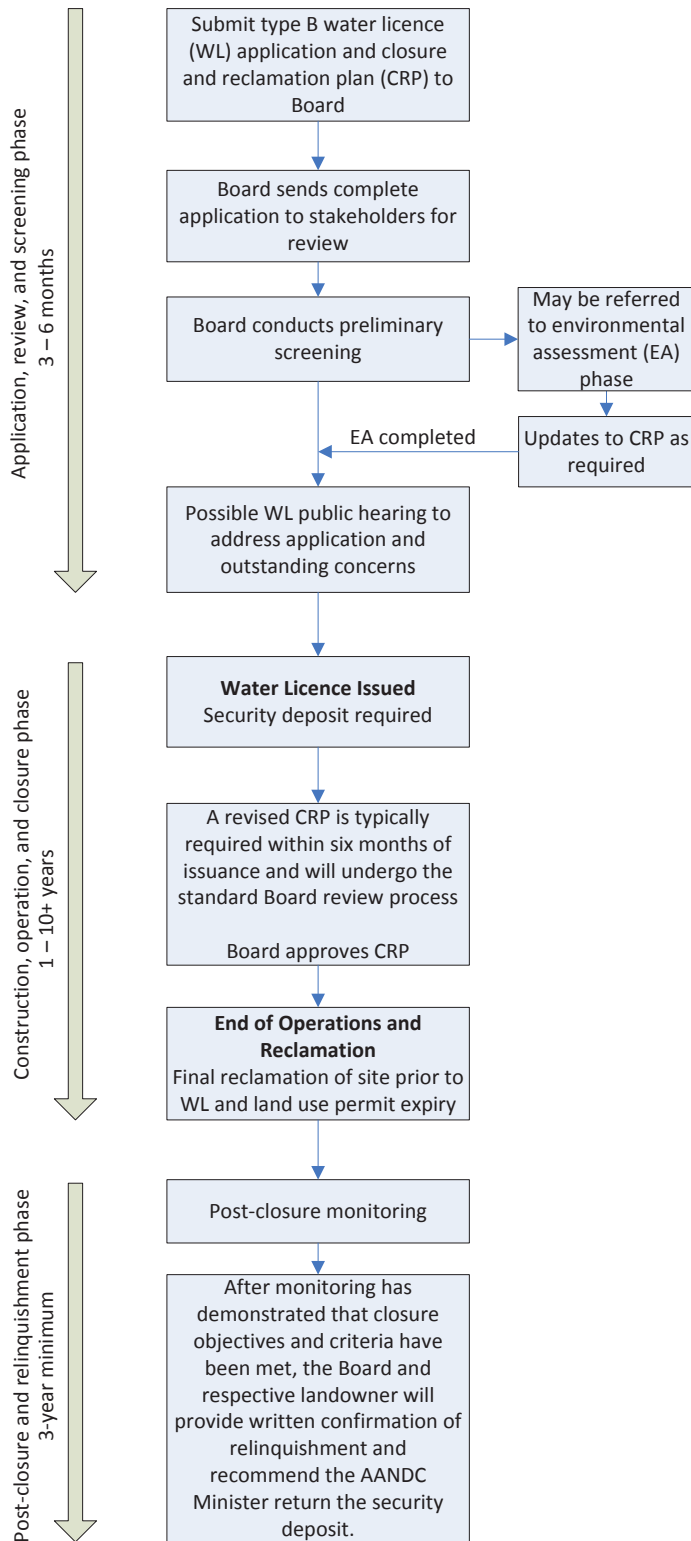 Application, review, and screening phase
3 – 6 months
Submit type B water licence
(WL) application and closure
and reclamation plan (CRP) to
Board
Board sends complete
application to stakeholders for
review
Board conducts preliminary
screening
May be referred
to environmental
assessment (EA)
phase
EA completed
Updates to CRP as
required
Possible WL public hearing to
address application and
outstanding concerns
Construction, operation, and closure phase
1 – 10+ years
Water Licence Issued
Security deposit required
A revised CRP is typically
required within six months of
issuance and will undergo the
standard Board review process
Board approves CRP
End of Operations and
Reclamation
Final reclamation of site prior to
WL and land use permit expiry
Post-closure and relinquishment phase
3-year minimum
Post-closure monitoring
After monitoring has
demonstrated that closure
objectives and criteria have
been met, the Board and
respective landowner will
provide written confirmation of
relinquishment and
recommend the AANDC
Minister return the security
deposit.